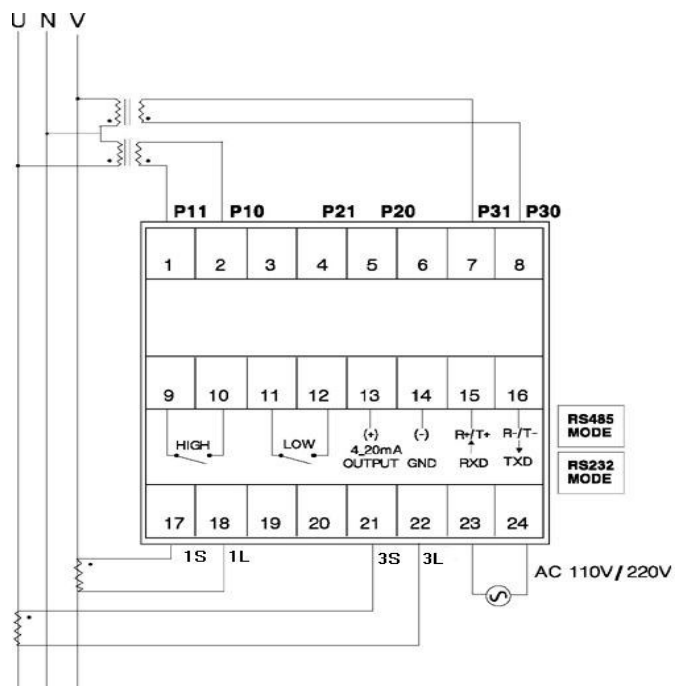 U N V
P11 P10 P21 P20 P31 P30
1 2 3 4 5 6 7 8
9 10 11 12 13 14 15 16
HIGH LOW (+) (-) R+/T+ R-/T-
4_20mA
OUTPUT GND RXD TXD
RS485
MODE
RS232
MODE
17 18 19 20 21 22 23 24
1S 1L 3S 3L
AC 110V/220V